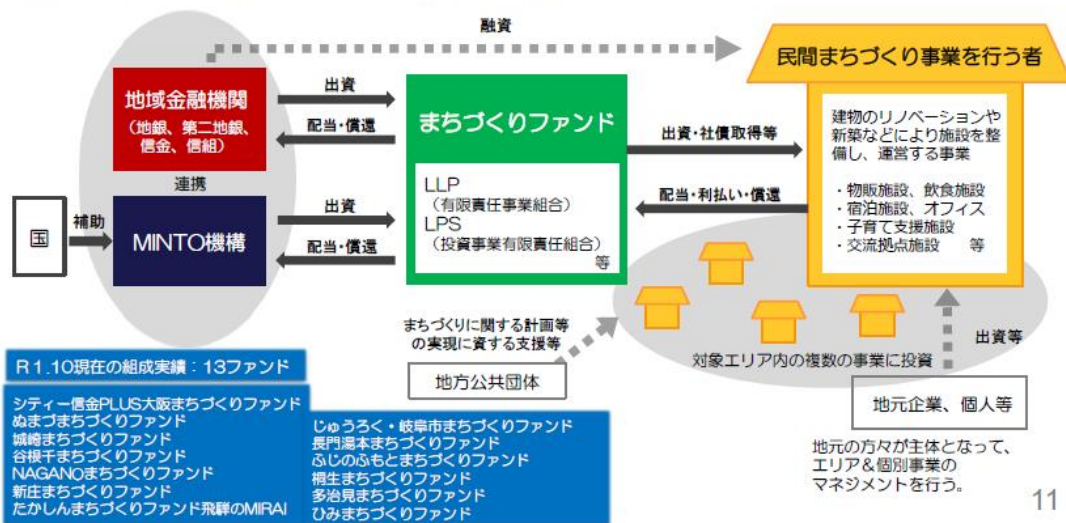 融資
地域金融機関
（地銀、第二地銀、
信金、信組）
連携
国
補助
MINTO機構
出資
配当・償還
出資
配当・償還
まちづくりファンド
LLP
（有限責任事業組合）
LPS
（投資事業有限責任組合）
等
出資・社債取得等
配当・利払い・償還
民間まちづくり事業を行う者
建物のリノベーションや
新築などにより施設を整
備し、運営する事業
・物販施設、飲食施設
・宿泊施設、オフィス
・子育て支援施設
・交流拠点施設　等
まちづくりに関する計画等
の実現に資する支援等
地方公共団体
対象エリア内の複数の事業に投資
出資等
地元企業、個人等
地元の方々が主体となって、
エリア＆個別事業の
マネジメントを行う。
R1.10現在の組成実績：13ファンド
シティー信金PLUS大阪まちづくりファンド
ぬまづまちづくりファンド
城崎まちづくりファンド
谷根千まちづくりファンド
NAGANOまちづくりファンド
新庄まちづくりファンド
たかしんまちづくりファンド飛騨のMIRAI
じゅうろく・岐阜市まちづくりファンド
長門湯本まちづくりファンド
ふじのふもとまちづくりファンド
桐生まちづくりファンド
多治見まちづくりファンド
ひみまちづくりファンド
11